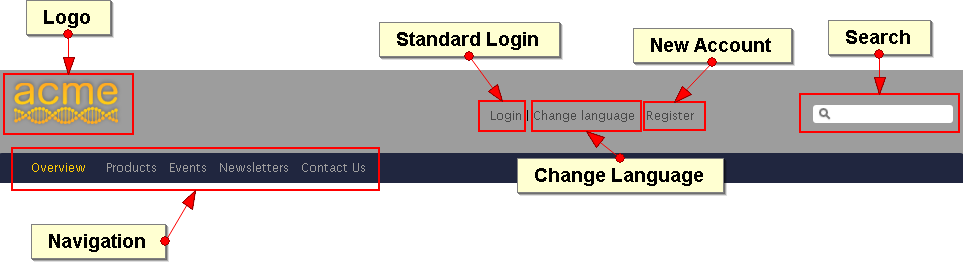 Logo
Standard Login
New Account
Search
acme
Login | Change language Register
Overview Products Events Newsletters Contact Us
Change Language
Navigation